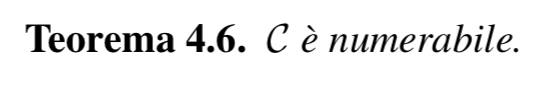 Teorema 4.6. 𝒞 è numerabile.